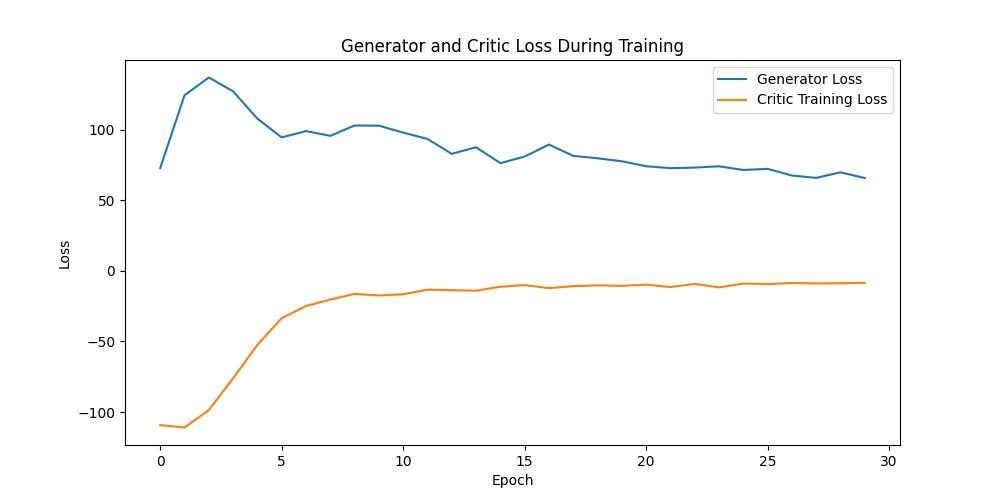 Generator and Critic Loss During Training
Generator Loss
Critic Training Loss
Loss
100
50
0
−50
−100
0 5 10 15 20 25 30
Epoch